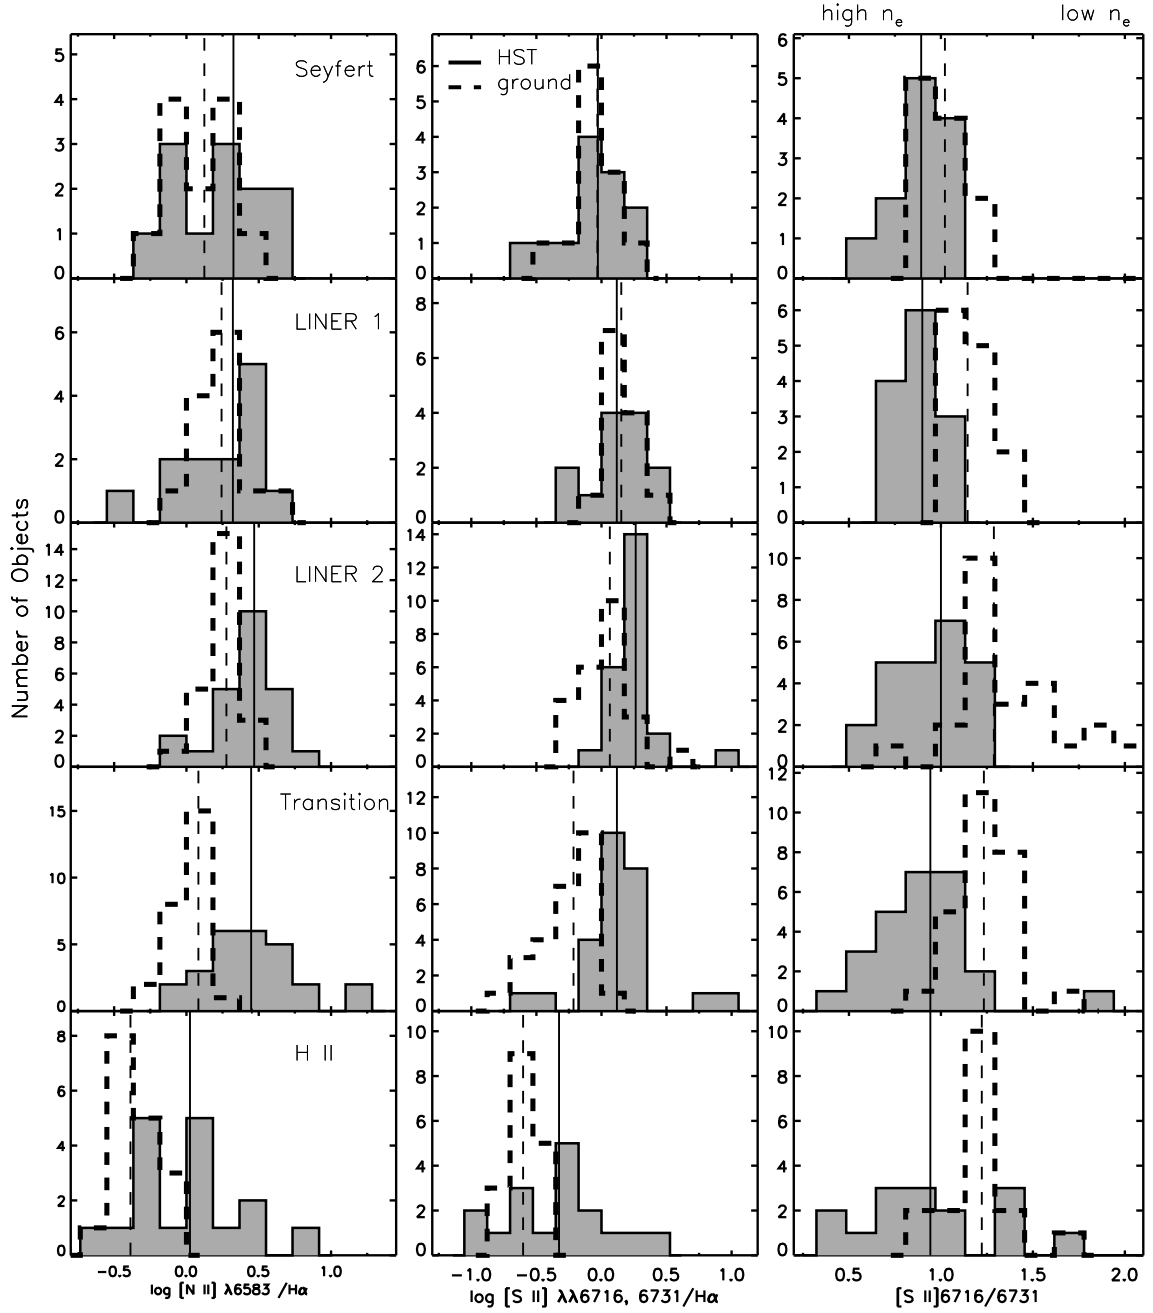 high nₑ low nₑ
5 4 3 2 1 0
Seyfert
6 5 4 3 2 1 0
HST
ground
6 5 4 3 2 1 0
6 4 2 0
LINER 1
8 6 4 2 0
6 5 4 3 2 1 0
14 12 10 8 6 4 2 0
LINER 2
14 12 10 8 6 4 2 0
10 8 6 4 2 0
15 10 5 0
Transition
12 10 8 6 4 2 0
12 10 8 6 4 2 0
8 6 4 2 0
H II
10 8 6 4 2 0
10 8 6 4 2 0
Number of Objects
−0.5 0.0 0.5 1.0
log [N II] λ6583 /Hα
−1.0 −0.5 0.0 0.5 1.0
log [S II] λλ6716, 6731/Hα
0.5 1.0 1.5 2.0
[S II]6716/6731